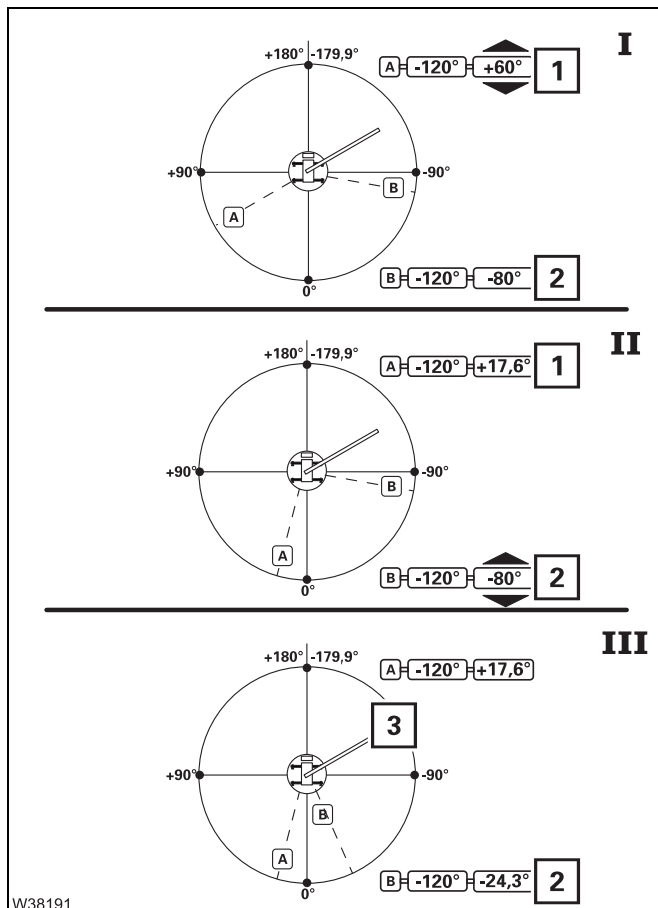 I
+180° -179,9°
A -120° +60° 1
+90° -90°
A B
B -120° -80° 2
0°
II
+180° -179,9°
A -120° +17,6° 1
+90° -90°
B
A
B -120° -80° 2
0°
III
+180° -179,9°
A -120° +17,6°
3
+90° -90°
B
A
B -120° -24,3° 2
0°
W38191